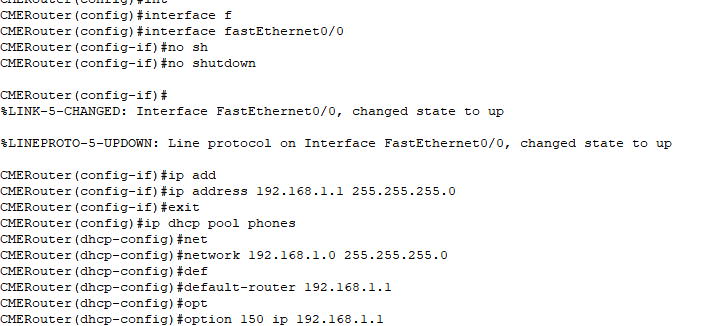 CMERouter(config)#int
CMERouter(config)#interface f
CMERouter(config)#interface fastEthernet0/0
CMERouter(config-if)#no sh
CMERouter(config-if)#no shutdown
CMERouter(config-if)#
%LINK-5-CHANGED: Interface FastEthernet0/0, changed state to up
%LINEPROTO-5-UPDOWN: Line protocol on Interface FastEthernet0/0, changed state to up
CMERouter(config-if)#ip add
CMERouter(config-if)#ip address 192.168.1.1 255.255.255.0
CMERouter(config-if)#exit
CMERouter(config)#ip dhcp pool phones
CMERouter(dhcp-config)#net
CMERouter(dhcp-config)#network 192.168.1.0 255.255.255.0
CMERouter(dhcp-config)#def
CMERouter(dhcp-config)#default-router 192.168.1.1
CMERouter(dhcp-config)#opt
CMERouter(dhcp-config)#option 150 ip 192.168.1.1